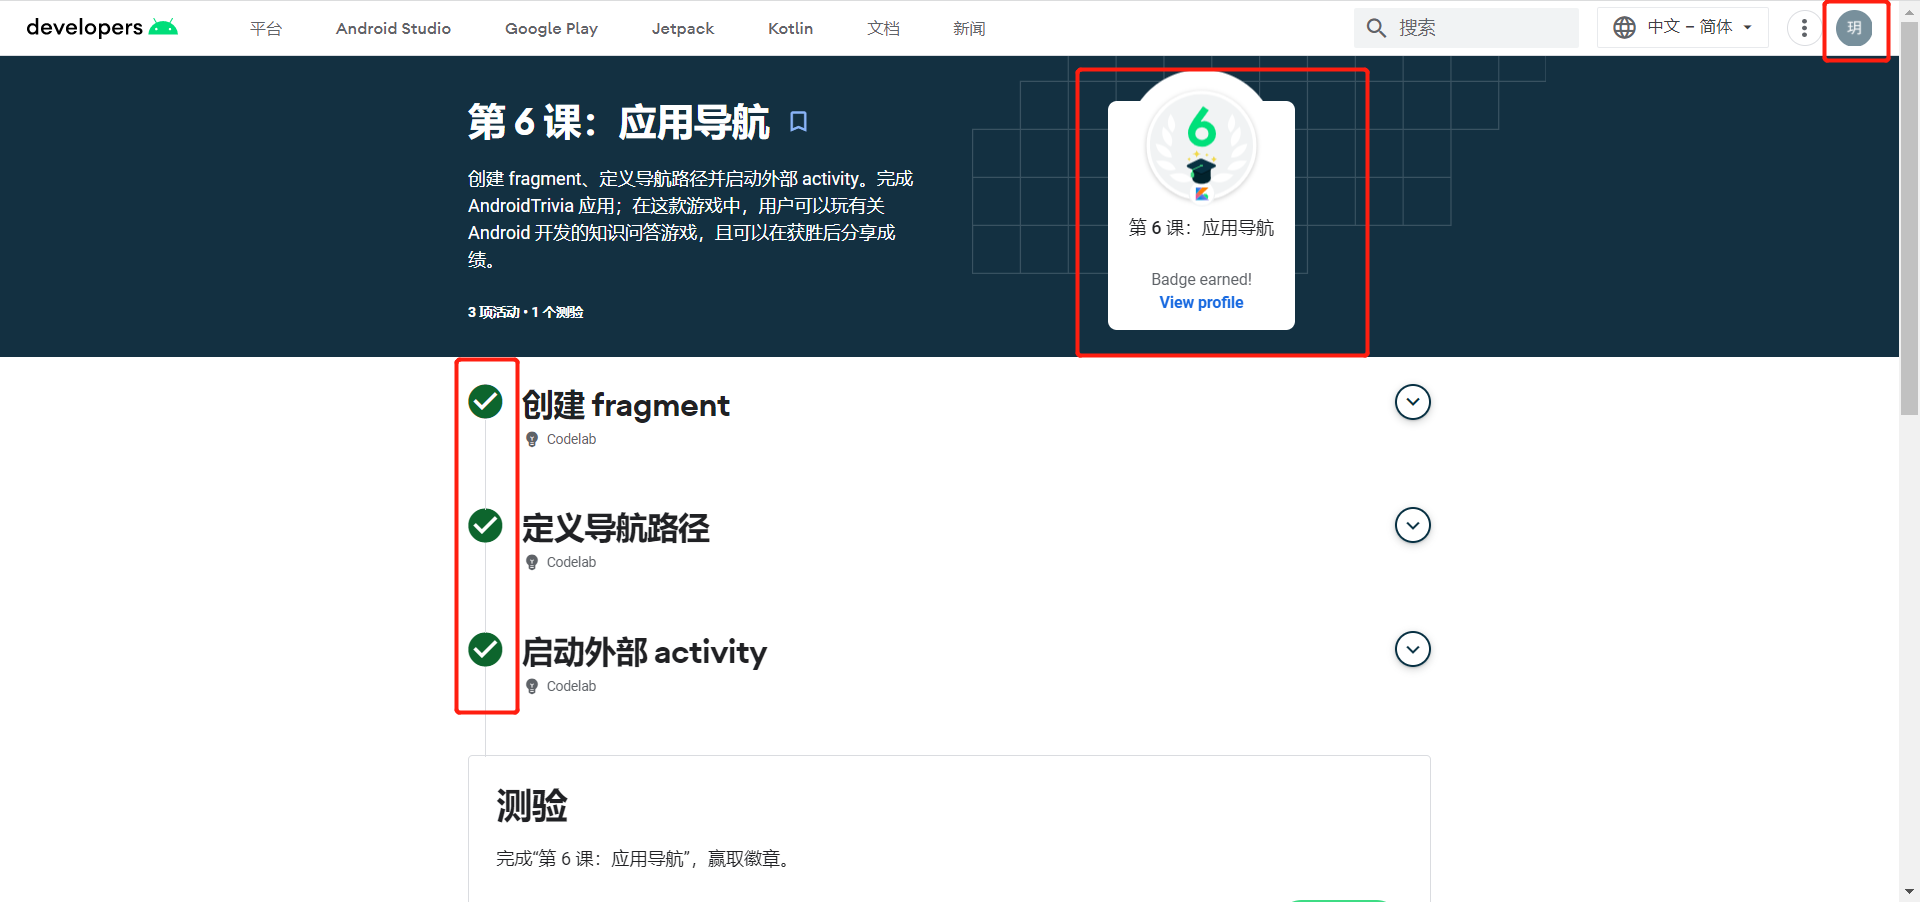 developers
平台
Android Studio
Google Play
Jetpack
Kotlin
文档
新闻
搜索
中文 – 简体
玥
第 6 课：应用导航
创建 fragment、定义导航路径并启动外部 activity。完成
AndroidTrivia 应用；在这款游戏中，用户可以玩有关
Android 开发的知识问答游戏，且可以在获胜后分享成
绩。
3 项活动 • 1 个测验
6
第 6 课：应用导航
Badge earned!
View profile
创建 fragment
Codelab
定义导航路径
Codelab
启动外部 activity
Codelab
测验
完成“第 6 课：应用导航”，赢取徽章。